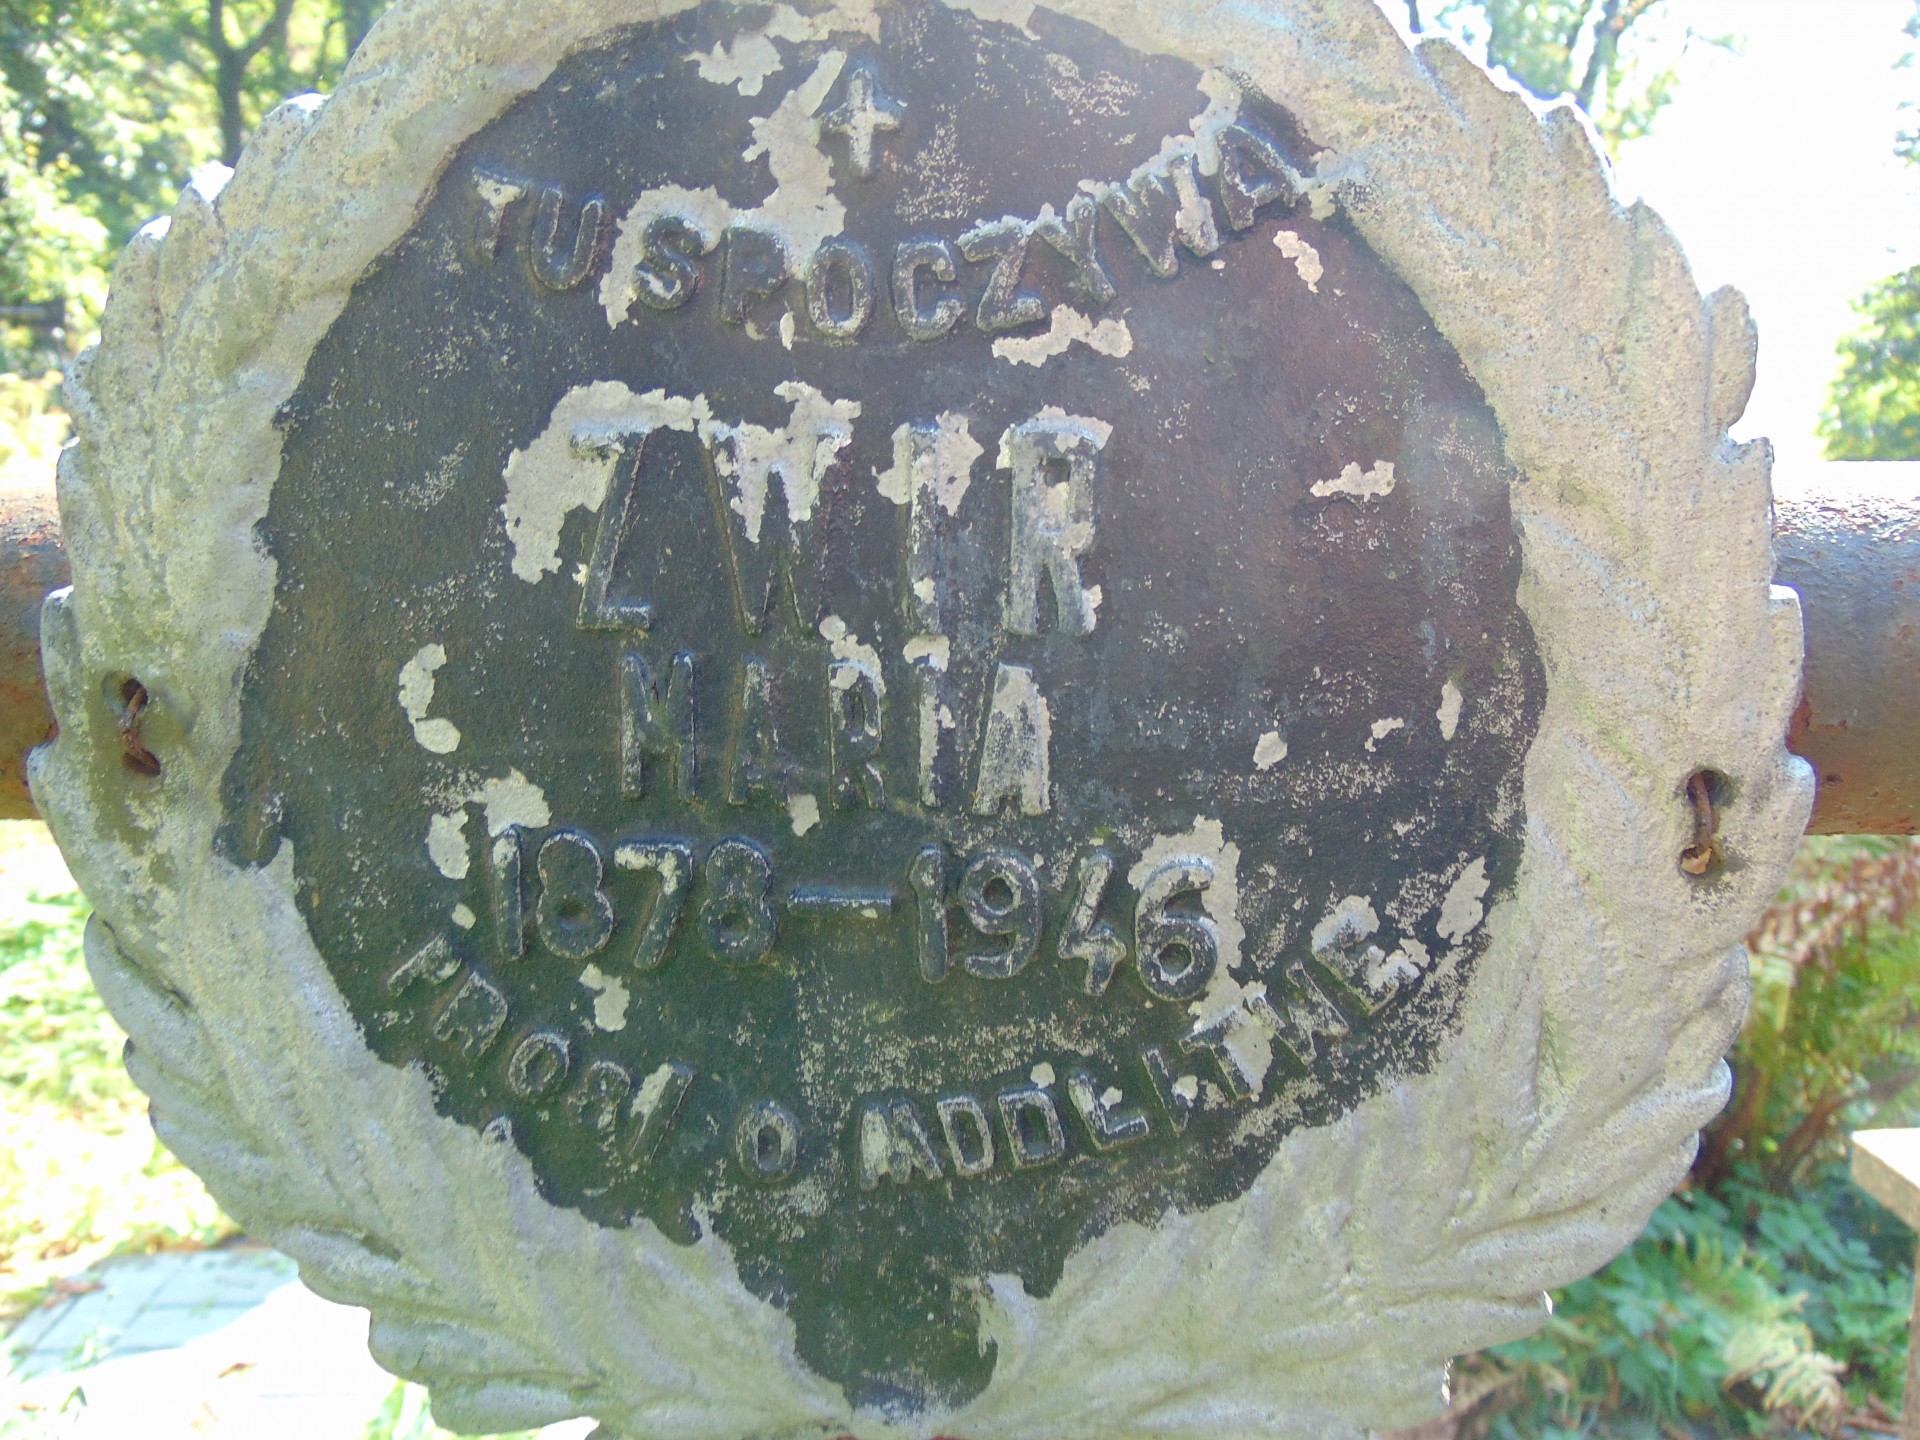 TU SPOCZYWA
ZWIR
MARIA
1878-1946
PROSI O MODLITWE